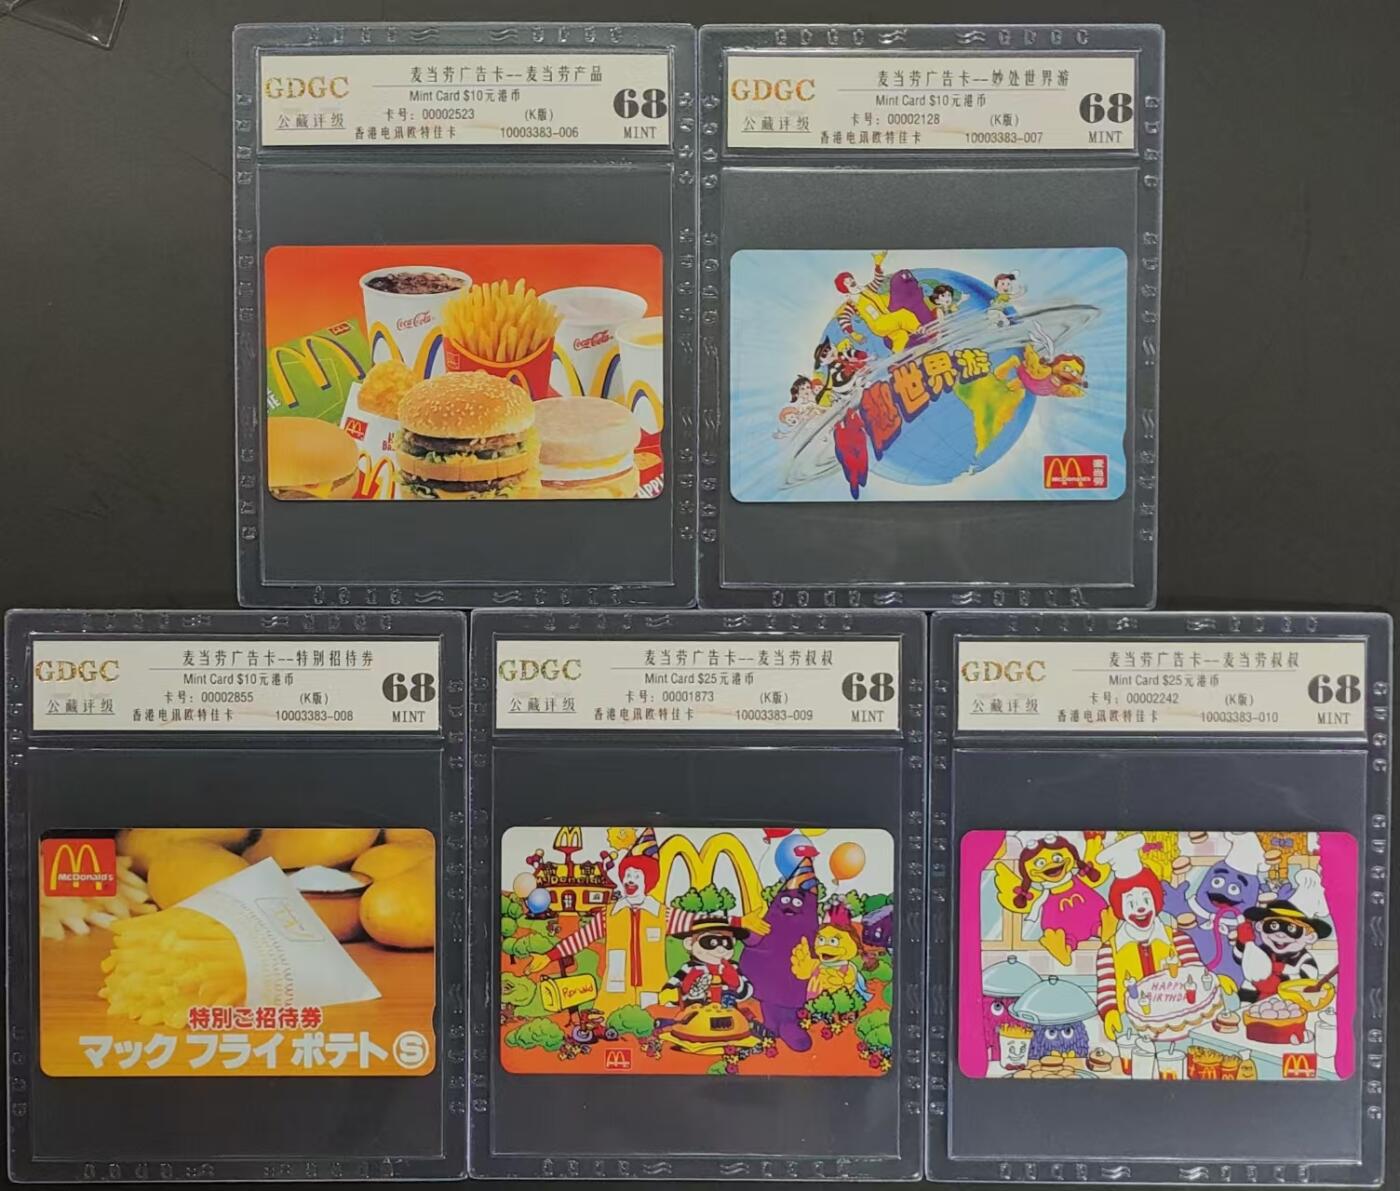 GDGC
公藏评级
麦当劳广告卡--麦当劳产品
Mint Card $10元港币
卡号: 00002523 (K版)
香港电讯欧特佳卡 10003383-006
68
MINT
Coca-Cola
Coca-Cola
GDGC
公藏评级
麦当劳广告卡--妙处世界游
Mint Card $10元港币
卡号: 00002128 (K版)
香港电讯欧特佳卡 10003383-007
68
MINT
世界游
McDonald's
麦当劳
GDGC
公藏评级
麦当劳广告卡--特别招待券
Mint Card $10元港币
卡号: 00002855 (K版)
香港电讯欧特佳卡 10003383-008
68
MINT
McDonald's
特別ご招待券
マック フライ ポテト S
GDGC
公藏评级
麦当劳广告卡--麦当劳叔叔
Mint Card $25元港币
卡号: 00001873 (K版)
香港电讯欧特佳卡 10003383-009
68
MINT
McDonalds
Ronald
GDGC
公藏评级
麦当劳广告卡--麦当劳叔叔
Mint Card $25元港币
卡号: 00002242 (K版)
香港电讯欧特佳卡 10003383-010
68
MINT
HAPPY
BIRTHDAY